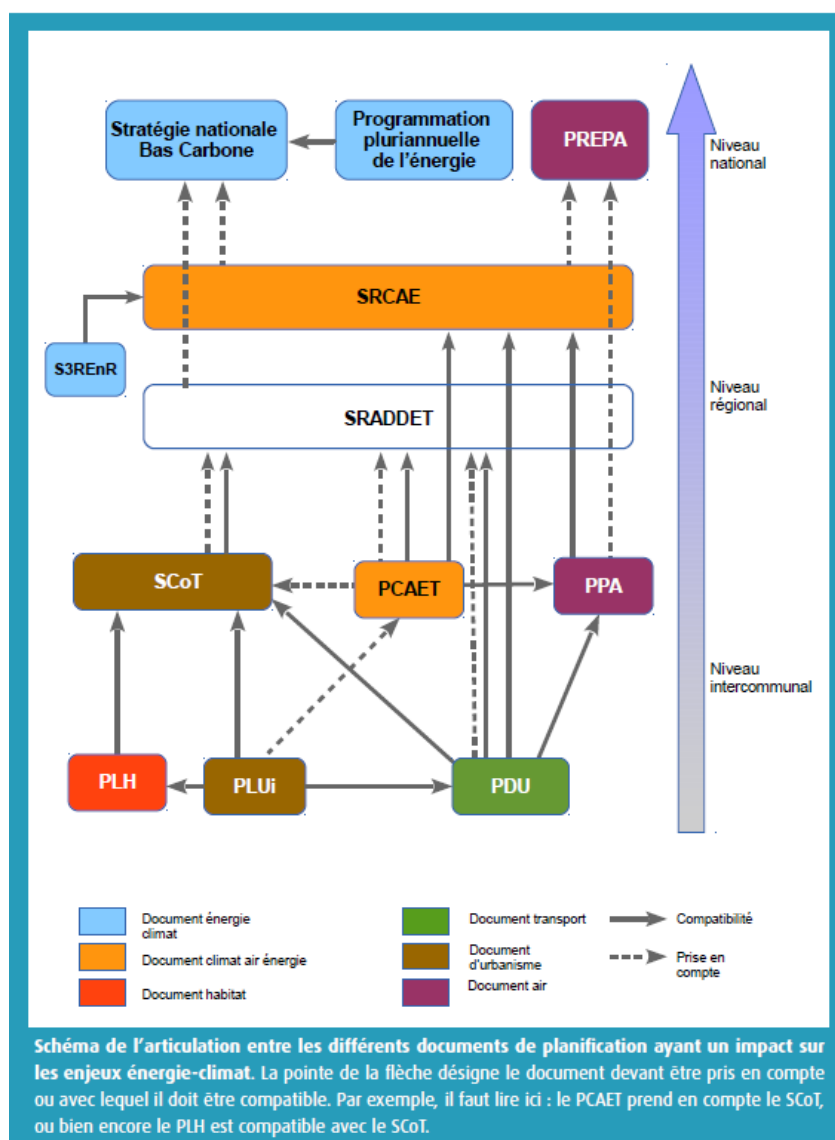 Stratégie nationale
Bas Carbone
Programmation
pluriannuelle
de l'énergie
PREPA
Niveau
national
SRCAE
S3REnR
Niveau
régional
SRADDET
SCoT
PCAET
PPA
Niveau
intercommunal
PLH
PLUi
PDU
Document énergie
climat
Document climat air énergie
Document habitat
Document transport
Document
d'urbanisme
Document air
Compatibilité
Prise en
compte
Schéma de l'articulation entre les différents documents de planification ayant un impact sur
les enjeux énergie-climat. La pointe de la flèche désigne le document devant être pris en compte
ou avec lequel il doit être compatible. Par exemple, il faut lire ici : le PCAET prend en compte le SCoT,
ou bien encore le PLH est compatible avec le SCoT.